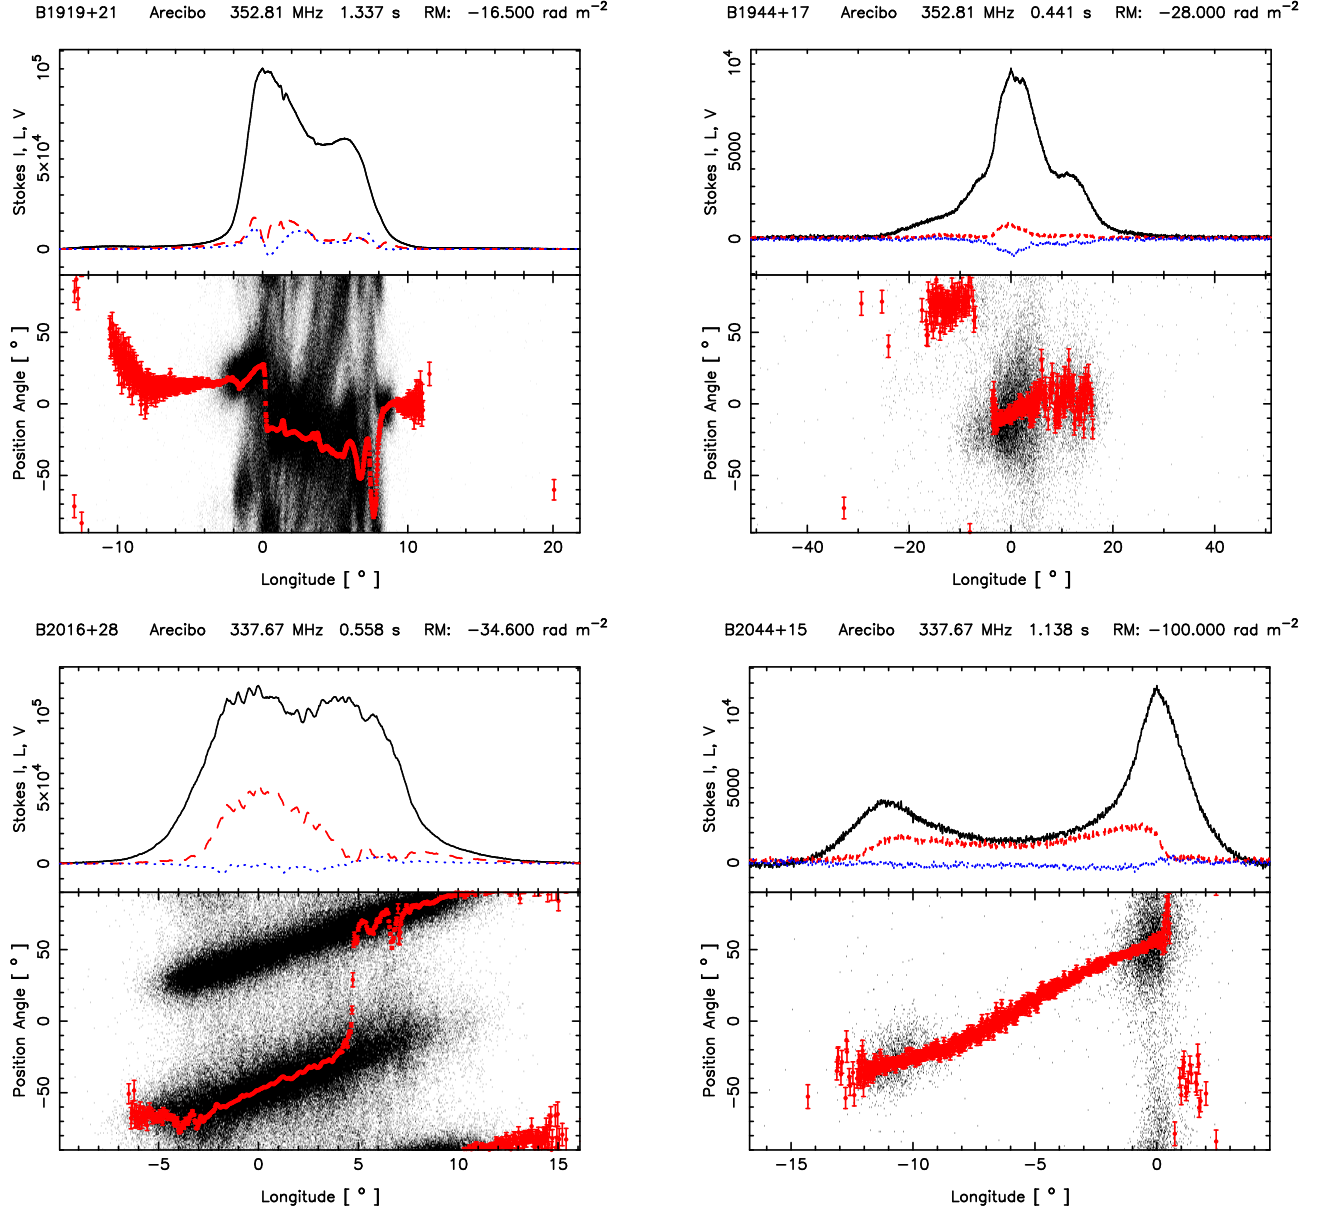 B1919+21 Arecibo 352.81 MHz 1.337 s RM: −16.500 rad m−2
Stokes I, L, V
0 5×10^4 10^5
Position Angle [ ° ]
−50 0 50
−10 0 10 20
Longitude [ ° ]
B1944+17 Arecibo 352.81 MHz 0.441 s RM: −28.000 rad m−2
Stokes I, L, V
0 5000 10^4
Position Angle [ ° ]
−50 0 50
−40 −20 0 20 40
Longitude [ ° ]
B2016+28 Arecibo 337.67 MHz 0.558 s RM: −34.600 rad m−2
Stokes I, L, V
0 5×10^4 10^5
Position Angle [ ° ]
−50 0 50
−5 0 5 10 15
Longitude [ ° ]
B2044+15 Arecibo 337.67 MHz 1.138 s RM: −100.000 rad m−2
Stokes I, L, V
0 5000 10^4
Position Angle [ ° ]
−50 0 50
−15 −10 −5 0
Longitude [ ° ]